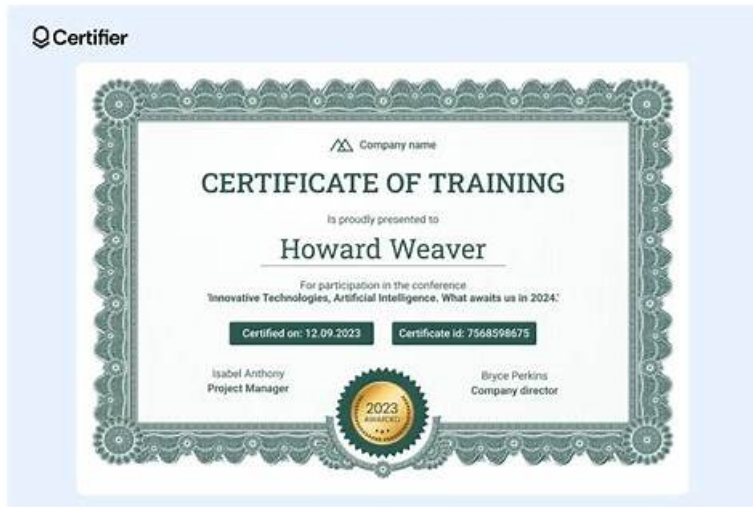 Certifier
Company name
CERTIFICATE OF TRAINING
Is proudly presented to
Howard Weaver
For participation in the conference
'Innovative Technologies, Artificial Intelligence. What awaits us in 2024.'
Certified on: 12.09.2023
Certificate id: 7568598675
Isabel Anthony
Project Manager
Bryce Perkins
Company director
2023
AWARDED